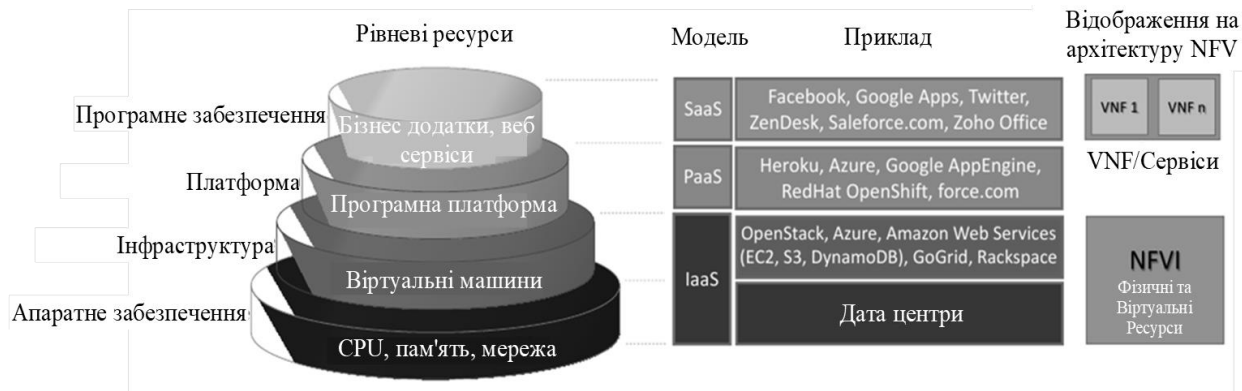 Рівневі ресурси
Модель
Приклад
Відображення на
архітектуру NFV
Програмне забезпечення
Бізнес додатки, веб
сервіси
SaaS
Facebook, Google Apps, Twitter,
ZenDesk, Saleforce.com, Zoho Office
VNF 1
VNF n
VNF/Сервіси
Платформа
Програмна платформа
PaaS
Heroku, Azure, Google AppEngine,
RedHat OpenShift, force.com
Інфраструктура
Віртуальні машини
IaaS
OpenStack, Azure, Amazon Web Services
(EC2, S3, DynamoDB), GoGrid, Rackspace
NFVI
Фізичні та
Віртуальні
Ресурси
Апаратне забезпечення
CPU, пам'ять, мережа
Дата центри